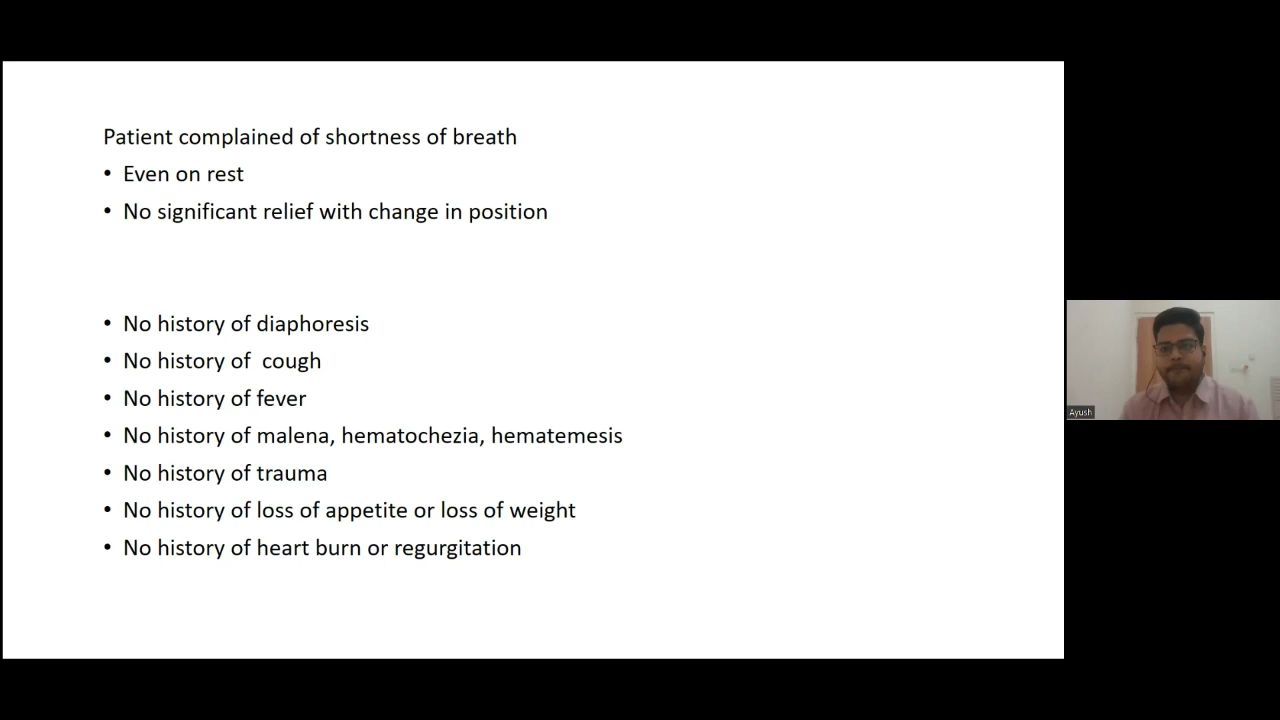 Patient complained of shortness of breath
• Even on rest
• No significant relief with change in position
• No history of diaphoresis
• No history of  cough
• No history of fever
• No history of malena, hematochezia, hematemesis
• No history of trauma
• No history of loss of appetite or loss of weight
• No history of heart burn or regurgitation
Ayush